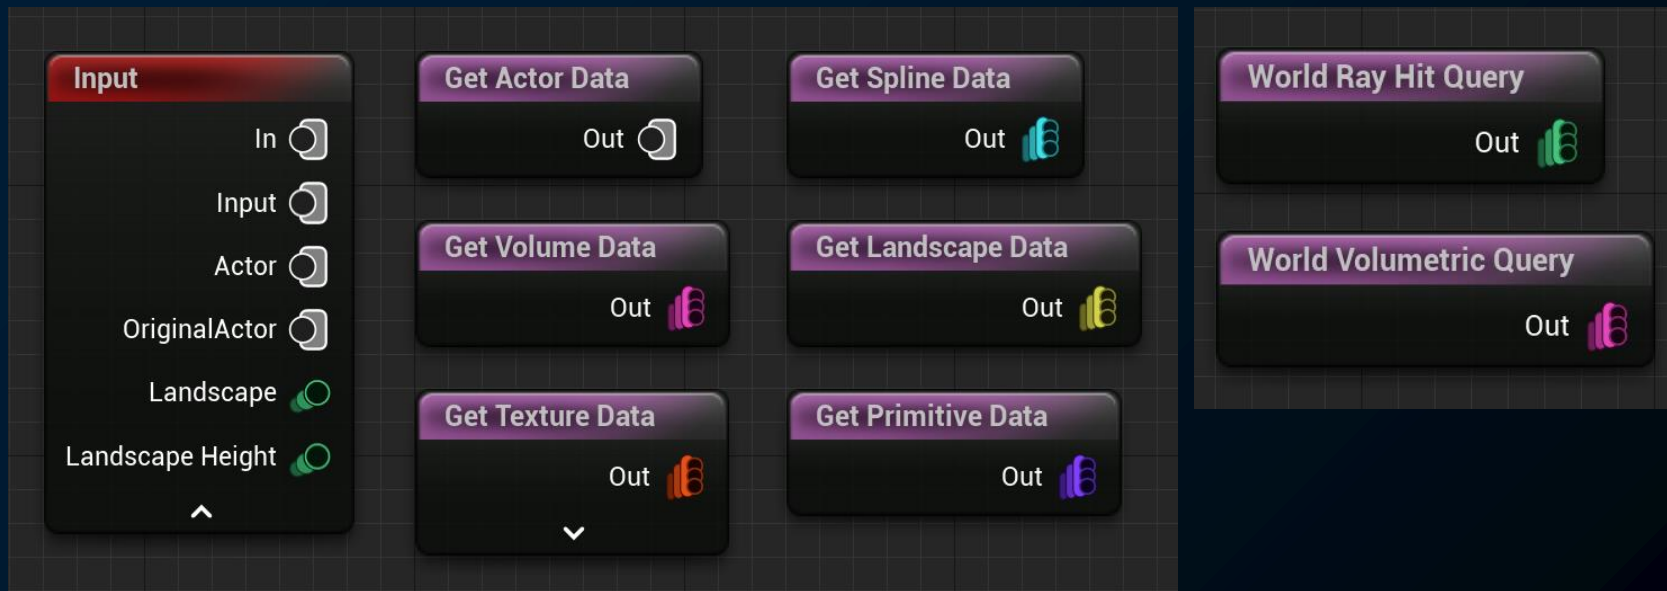 Input
In
Input
Actor
OriginalActor
Landscape
Landscape Height
Get Actor Data
Out
Get Spline Data
Out
Get Volume Data
Out
Get Landscape Data
Out
Get Texture Data
Out
Get Primitive Data
Out
World Ray Hit Query
Out
World Volumetric Query
Out